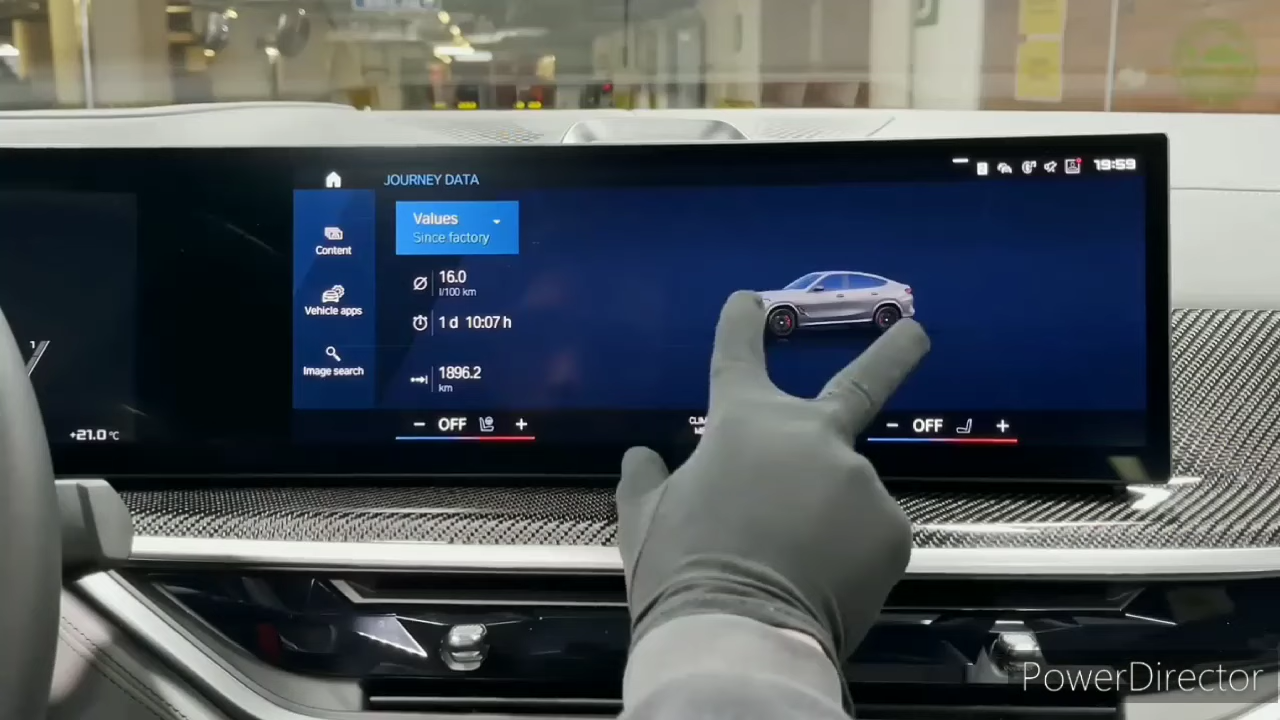 JOURNEY DATA
19:59
Content
Vehicle apps
Image search
Values
Since factory
16.0
l/100 km
1 d 10:07 h
1896.2
km
+21.0 °C
- OFF +
- OFF +
PowerDirector